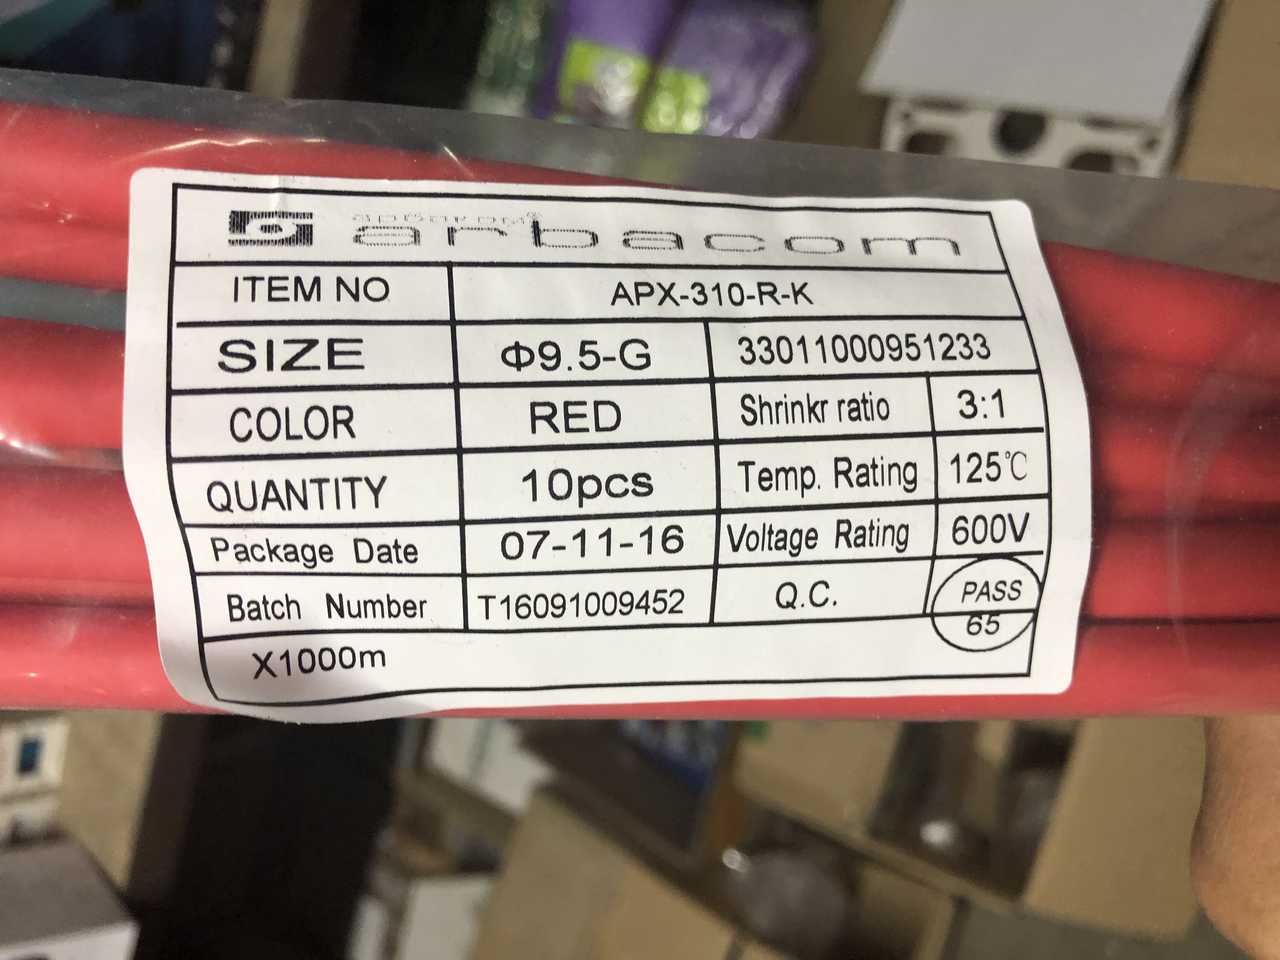 arbacom
ITEM NO APX-310-R-K
SIZE Φ9.5-G 33011000951233
COLOR RED Shrinkr ratio 3:1
QUANTITY 10pcs Temp. Rating 125℃
Package Date 07-11-16 Voltage Rating 600V
Batch Number T16091009452 Q.C. PASS
65
X1000m